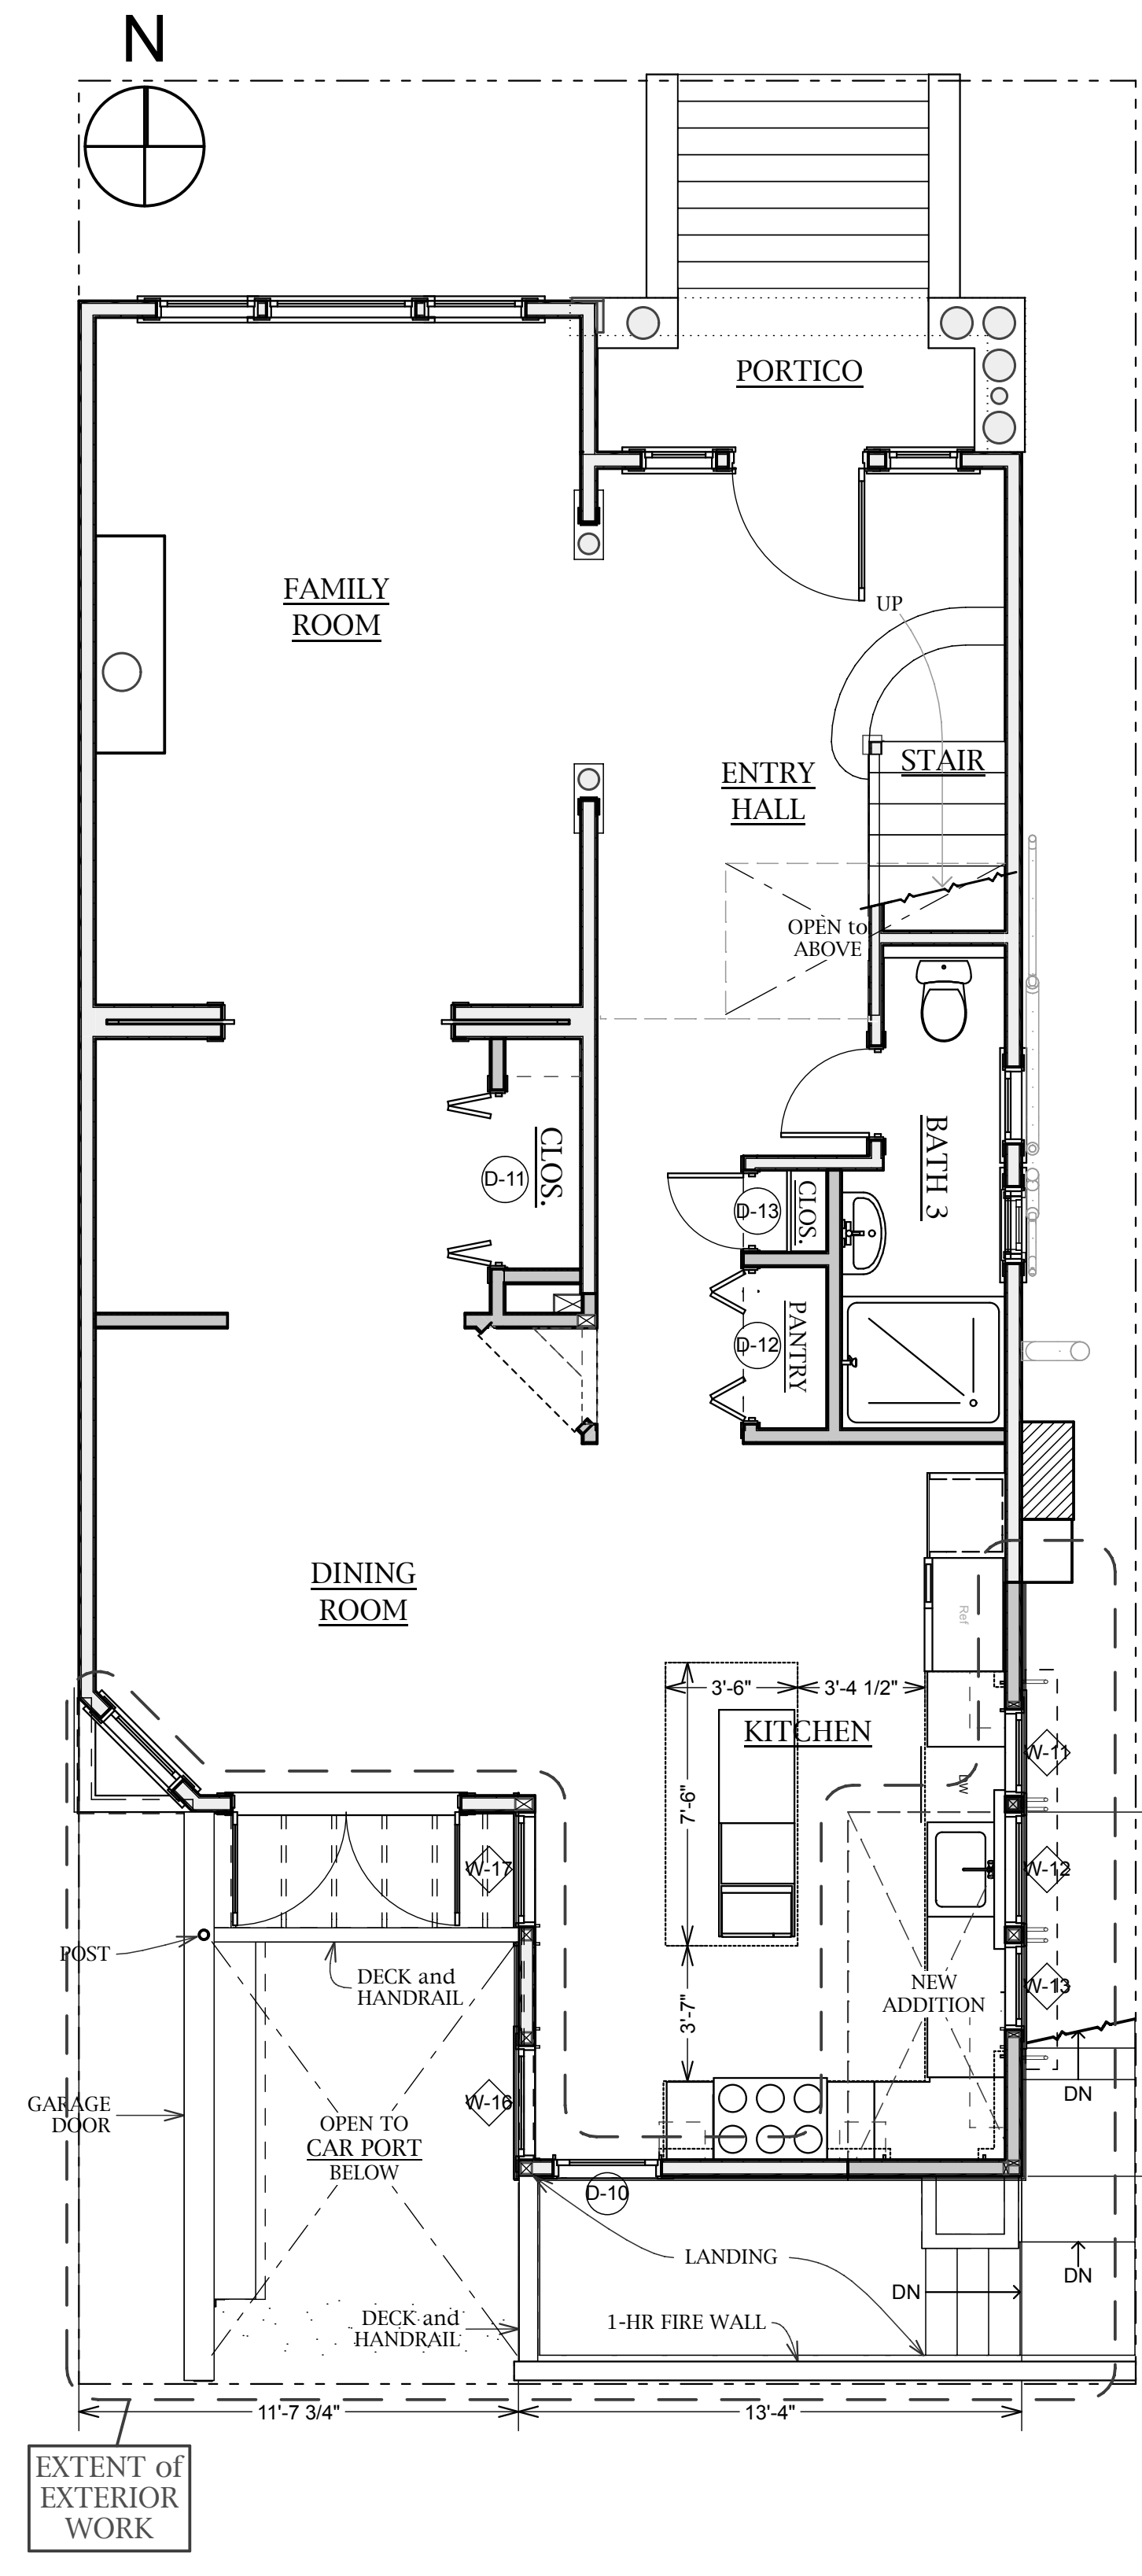 N
PORTICO
FAMILY
ROOM
UP
STAIR
ENTRY
HALL
OPEN to
ABOVE
CLOS.
D-11
BATH 3
D-13
CLOS.
D-12
PANTRY
DINING
ROOM
Ref
3'-6"
3'-4 1/2"
KITCHEN
W-11
DW
7'-6"
W-17
W-12
POST
DECK and
HANDRAIL
NEW
ADDITION
W-13
3'-7"
DN
GARAGE
DOOR
W-16
OPEN TO
CAR PORT
BELOW
D-10
LANDING
DN
DN
DECK and
HANDRAIL
1-HR FIRE WALL
11'-7 3/4"
13'-4"
EXTENT of
EXTERIOR
WORK